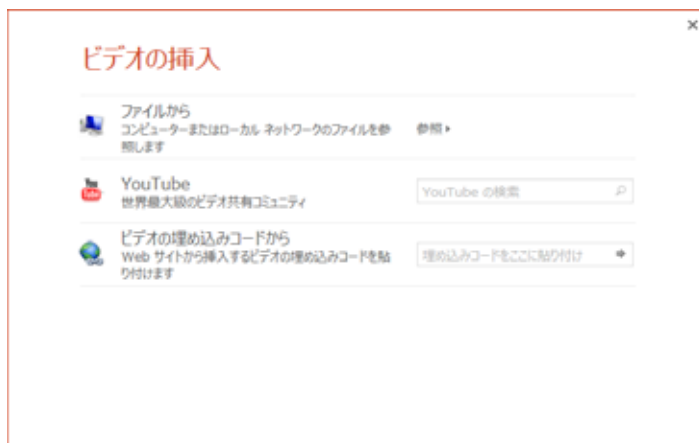 ビデオの挿入
ファイルから
コンピューターまたはローカル ネットワークのファイルを参
照します
参照
YouTube
世界最大級のビデオ共有コミュニティ
YouTube の検索
ビデオの埋め込みコードから
Web サイトから挿入するビデオの埋め込みコードを貼
り付けます
埋め込みコードをここに貼り付け